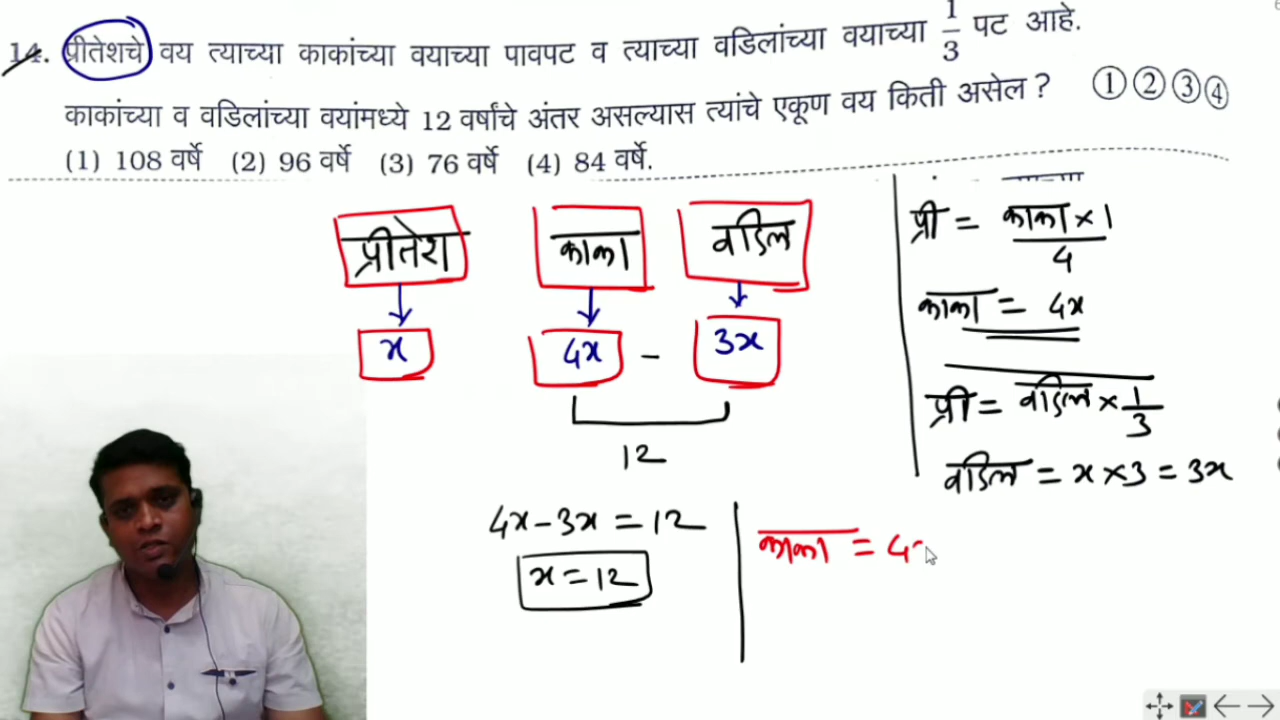 14. प्रीतेशचे वय त्याच्या काकांच्या वयाच्या पावपट व त्याच्या वडिलांच्या वयाच्या 1/3 पट आहे.
काकांच्या व वडिलांच्या वयांमध्ये 12 वर्षांचे अंतर असल्यास त्यांचे एकूण वय किती असेल ? ① ② ③ ④
(1) 108 वर्षे (2) 96 वर्षे (3) 76 वर्षे (4) 84 वर्षे.
प्रीतेश काका वडिल
x 4x - 3x
12
4x - 3x = 12
x = 12
प्री = काका × 1 / 4
काका = 4x
प्री = वडिल × 1/3
वडिल = x × 3 = 3x
काका = 4